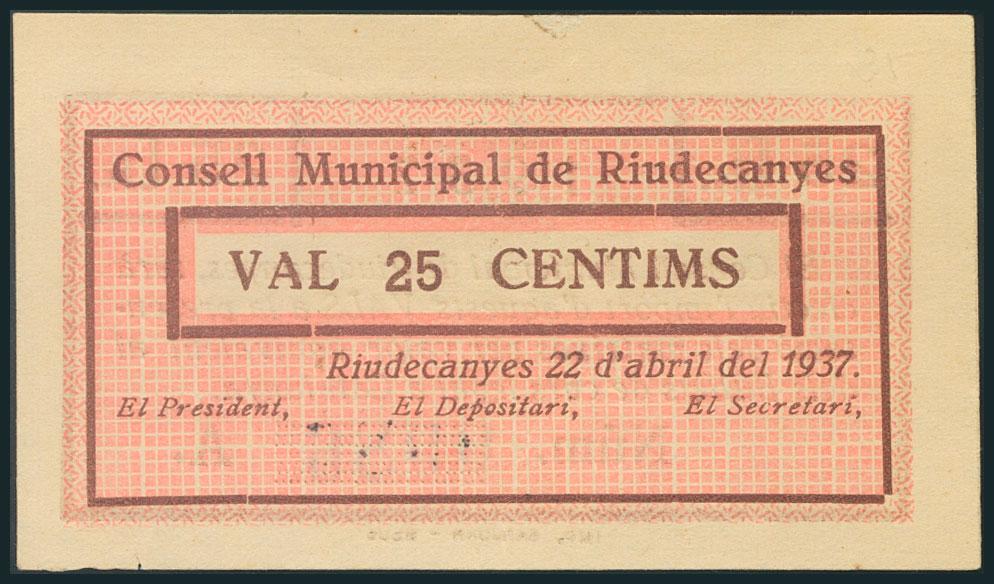 Consell Municipal de Riudecanyes
VAL 25 CENTIMS
Riudecanyes 22 d'abril del 1937.
El President, El Depositari, El Secretari,